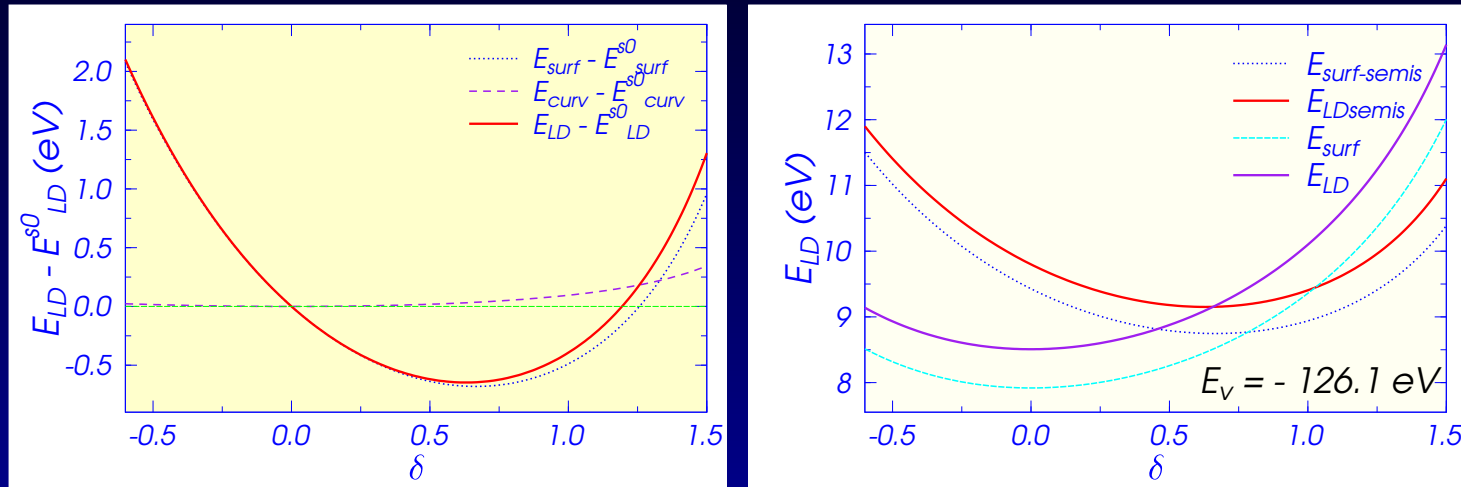 E_LD - E^s0_LD (eV)
2.0
1.5
1.0
0.5
0.0
-0.5
E_surf - E^s0_surf
E_curv - E^s0_curv
E_LD - E^s0_LD
-0.5 0.0 0.5 1.0 1.5
δ
E_LD (eV)
13
12
11
10
9
8
E_surf-semis
E_LDsemis
E_surf
E_LD
E_v = - 126.1 eV
-0.5 0.0 0.5 1.0 1.5
δ